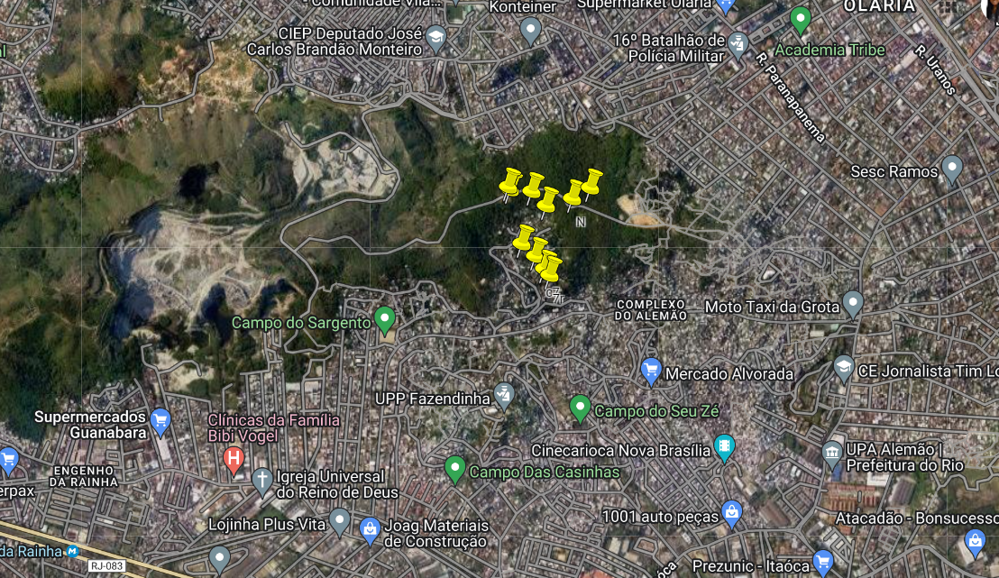 - Comunidade Vila...
Konteiner
Supermarket Olaria
OLARIA
CIEP Deputado José
Carlos Brandão Monteiro
16º Batalhão de
Polícia Militar
Academia Tribe
R. Uranos
R. Paranapanema
Sesc Ramos
N
COMPLEXO
DO ALEMÃO
Moto Taxi da Grota
Campo do Sargento
Mercado Alvorada
CE Jornalista Tim Lo
UPP Fazendinha
Campo do Seu Zé
Supermercados
Guanabara
Clínicas da Família
Bibi Vogel
Cinecarioca Nova Brasília
UPA Alemão |
Prefeitura do Rio
ENGENHO
DA RAINHA
Igreja Universal
do Reino de Deus
Campo Das Casinhas
erpax
Lojinha Plus Vita
Joag Materiais
de Construção
1001 auto peças
Atacadão - Bonsucesso
da Rainha
M
RJ-083
Prezunic - Itaóca
óca